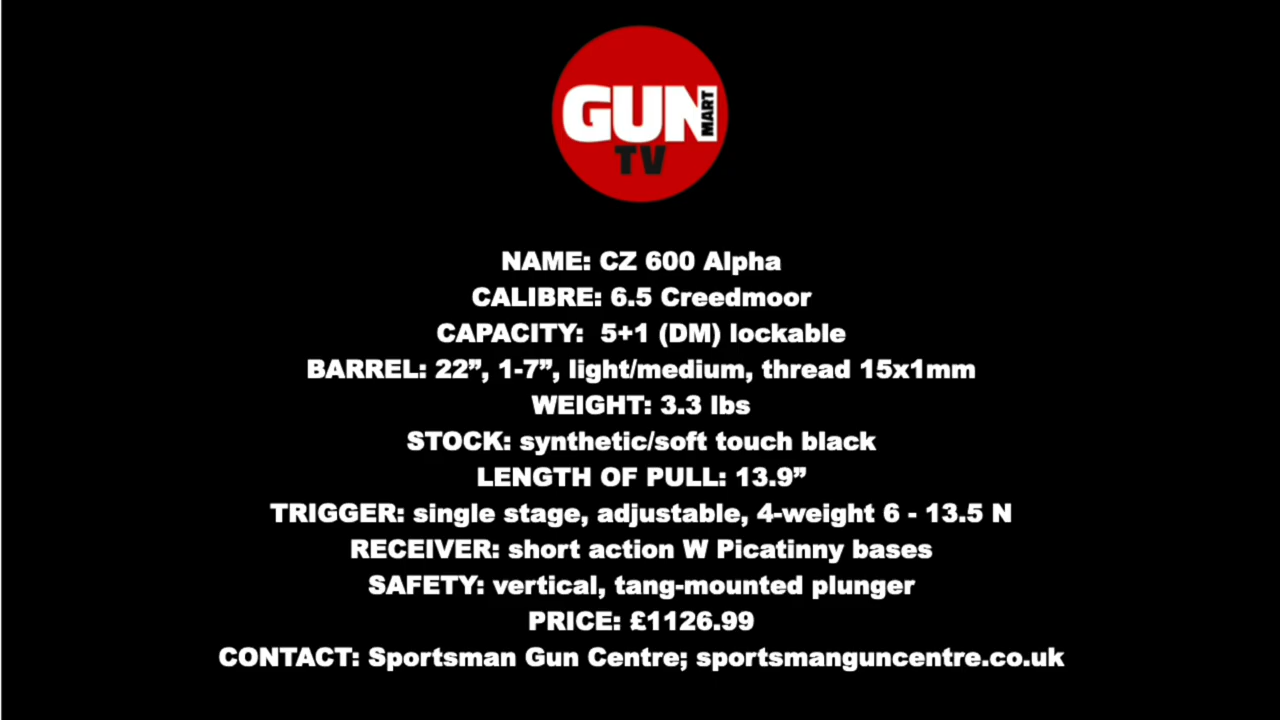 GUN
MART
TV
NAME: CZ 600 Alpha
CALIBRE: 6.5 Creedmoor
CAPACITY:  5+1 (DM) lockable
BARREL: 22”, 1-7”, light/medium, thread 15x1mm
WEIGHT: 3.3 lbs
STOCK: synthetic/soft touch black
LENGTH OF PULL: 13.9”
TRIGGER: single stage, adjustable, 4-weight 6 - 13.5 N
RECEIVER: short action W Picatinny bases
SAFETY: vertical, tang-mounted plunger
PRICE: £1126.99
CONTACT: Sportsman Gun Centre; sportsmanguncentre.co.uk